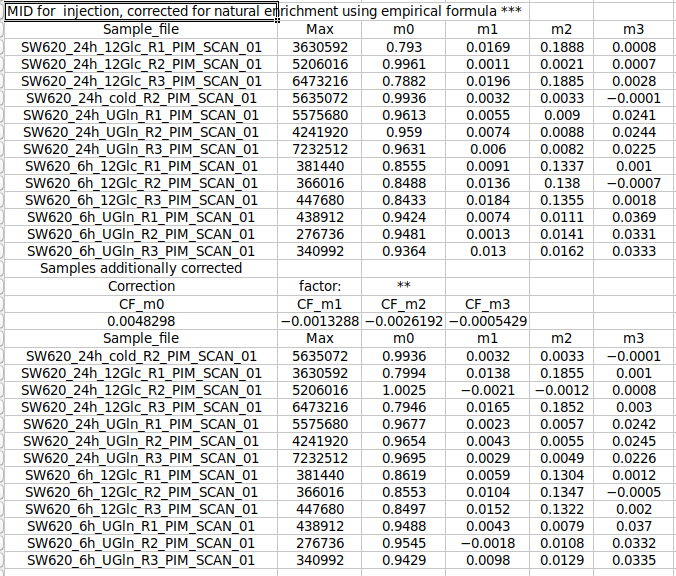 MID for  injection, corrected for natural enrichment using empirical formula ***
Sample_file Max m0 m1 m2 m3
SW620_24h_12Glc_R1_PIM_SCAN_01 3630592 0.793 0.0169 0.1888 0.0008
SW620_24h_12Glc_R2_PIM_SCAN_01 5206016 0.9961 0.0011 0.0021 0.0007
SW620_24h_12Glc_R3_PIM_SCAN_01 6473216 0.7882 0.0196 0.1885 0.0028
SW620_24h_cold_R2_PIM_SCAN_01 5635072 0.9936 0.0032 0.0033 −0.0001
SW620_24h_UGln_R1_PIM_SCAN_01 5575680 0.9613 0.0055 0.009 0.0241
SW620_24h_UGln_R2_PIM_SCAN_01 4241920 0.959 0.0074 0.0088 0.0244
SW620_24h_UGln_R3_PIM_SCAN_01 7232512 0.9631 0.006 0.0082 0.0225
SW620_6h_12Glc_R1_PIM_SCAN_01 381440 0.8555 0.0091 0.1337 0.001
SW620_6h_12Glc_R2_PIM_SCAN_01 366016 0.8488 0.0136 0.138 −0.0007
SW620_6h_12Glc_R3_PIM_SCAN_01 447680 0.8433 0.0184 0.1355 0.0018
SW620_6h_UGln_R1_PIM_SCAN_01 438912 0.9424 0.0074 0.0111 0.0369
SW620_6h_UGln_R2_PIM_SCAN_01 276736 0.9481 0.0013 0.0141 0.0331
SW620_6h_UGln_R3_PIM_SCAN_01 340992 0.9364 0.013 0.0162 0.0333
Samples additionally corrected
Correction factor: **
CF_m0 CF_m1 CF_m2 CF_m3
0.0048298 −0.0013288 −0.0026192 −0.0005429
Sample_file Max m0 m1 m2 m3
SW620_24h_cold_R2_PIM_SCAN_01 5635072 0.9936 0.0032 0.0033 −0.0001
SW620_24h_12Glc_R1_PIM_SCAN_01 3630592 0.7994 0.0138 0.1855 0.001
SW620_24h_12Glc_R2_PIM_SCAN_01 5206016 1.0025 −0.0021 −0.0012 0.0008
SW620_24h_12Glc_R3_PIM_SCAN_01 6473216 0.7946 0.0165 0.1852 0.003
SW620_24h_UGln_R1_PIM_SCAN_01 5575680 0.9677 0.0023 0.0057 0.0242
SW620_24h_UGln_R2_PIM_SCAN_01 4241920 0.9654 0.0043 0.0055 0.0245
SW620_24h_UGln_R3_PIM_SCAN_01 7232512 0.9695 0.0029 0.0049 0.0226
SW620_6h_12Glc_R1_PIM_SCAN_01 381440 0.8619 0.0059 0.1304 0.0012
SW620_6h_12Glc_R2_PIM_SCAN_01 366016 0.8553 0.0104 0.1347 −0.0005
SW620_6h_12Glc_R3_PIM_SCAN_01 447680 0.8497 0.0152 0.1322 0.002
SW620_6h_UGln_R1_PIM_SCAN_01 438912 0.9488 0.0043 0.0079 0.037
SW620_6h_UGln_R2_PIM_SCAN_01 276736 0.9545 −0.0018 0.0108 0.0332
SW620_6h_UGln_R3_PIM_SCAN_01 340992 0.9429 0.0098 0.0129 0.0335